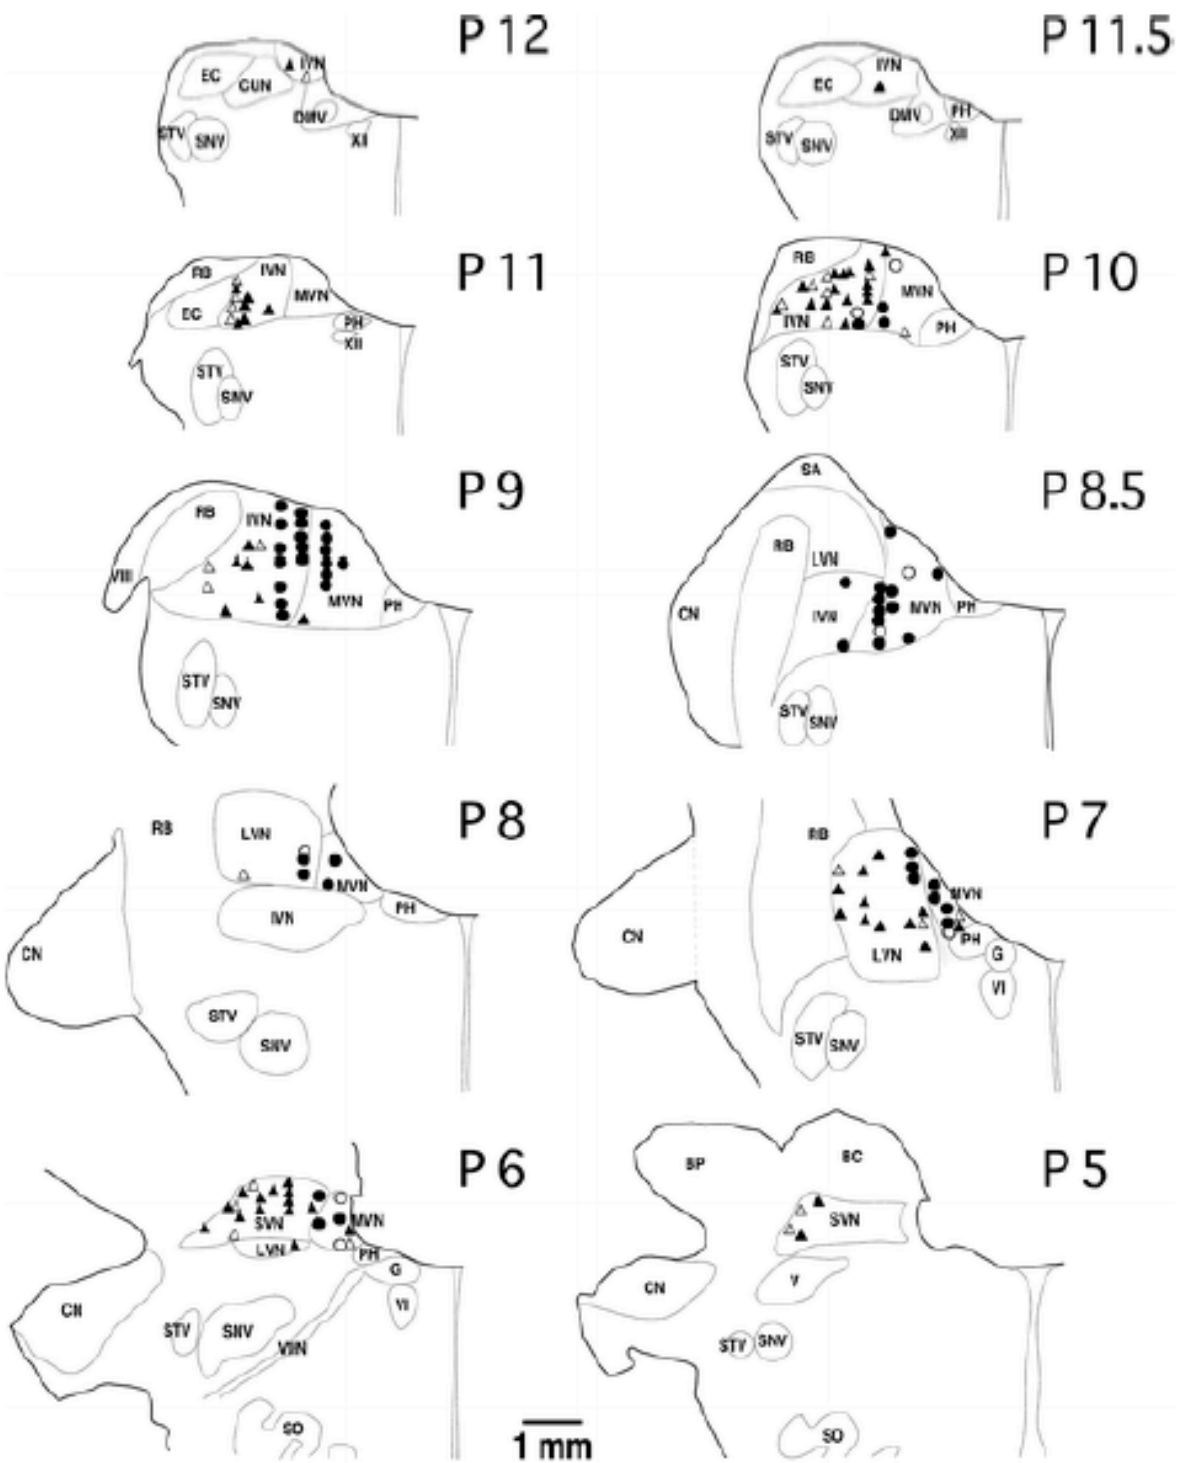 P 12
EC
IVN
CUN
DMV
STV
SNV
XII
P 11.5
IVN
EC
DMV
PH
STV
SNV
XII
P 11
RB
IVN
EC
MVN
PH
XII
STV
SNV
P 10
RB
MVN
IVN
PH
STV
SNV
P 9
RB
IVN
VIII
MVN
PH
STV
SNV
P 8.5
SA
RB
LVN
CN
IVN
MVN
PH
STV
SNV
P 8
RB
LVN
MVN
PH
IVN
CN
STV
SNV
P 7
RB
MVN
CN
PH
LVN
G
VI
STV
SNV
P 6
SVN
MVN
LVN
PH
G
CN
VI
STV
SNV
VIIN
SO
P 5
BP
BC
SVN
CN
V
STV
SNV
SO
1 mm